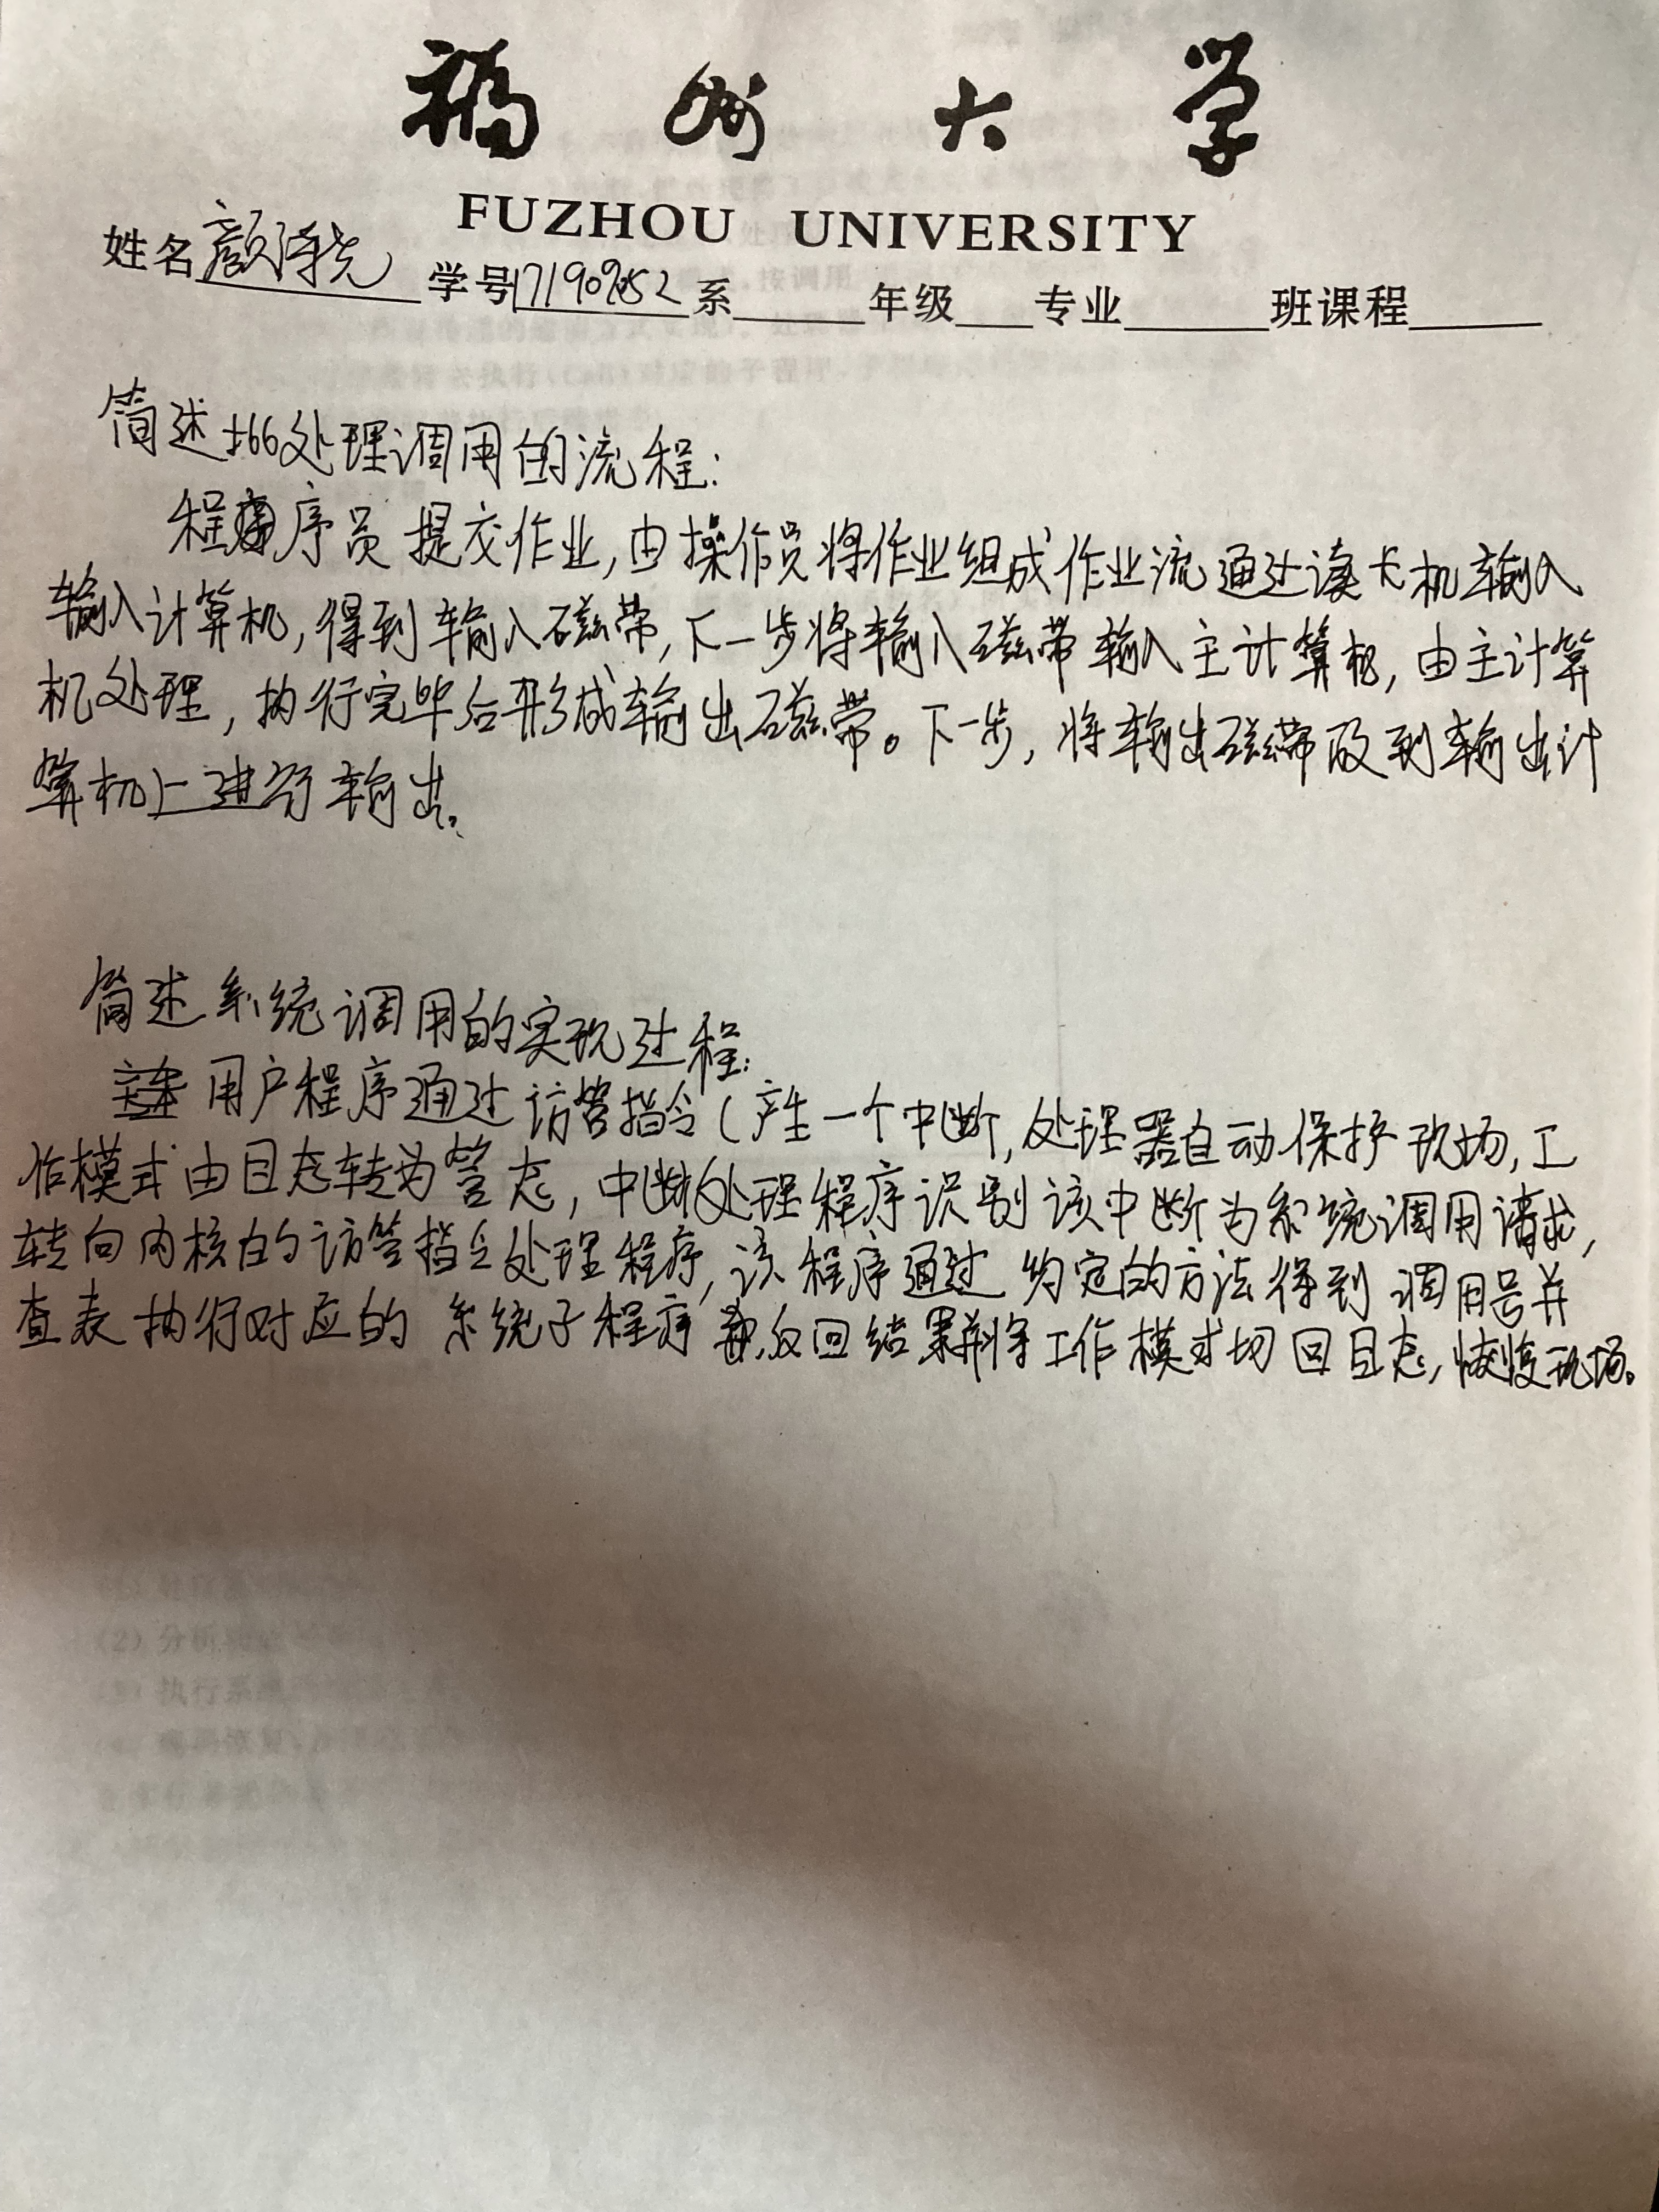 福州大学
FUZHOU UNIVERSITY
姓名 颜 学号 系 年级 专业 班课程
简述 处理调用的流程:
程序员提交作业,由操作员将作业组成作业流通过读卡机输入
输入计算机,得到输入磁带,下一步将输入磁带输入主计算机,由主计算
机处理,执行完毕后形成输出磁带。下一步,将输出磁带放到输出计
算机上进行输出。
简述系统调用的实现过程:
用户程序通过访管指令(产生一个中断,处理器自动保护现场,工
作模式由目态转为管态,中断处理程序识别该中断为系统调用请求,
转向内核的访管指令处理程序,该程序通过约定的方法得到调用号并
查表执行对应的系统子程序 返回结果并将工作模式切回目态,恢复现场。
(2) 分析
执行系统